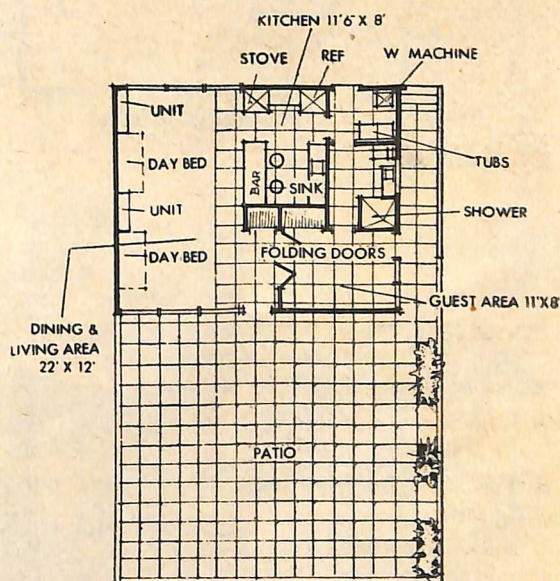 KITCHEN 11'6" X 8'
STOVE
REF
W MACHINE
UNIT
DAY BED
UNIT
DAY BED
BAR
SINK
TUBS
SHOWER
FOLDING DOORS
GUEST AREA 11'X8'
DINING &
LIVING AREA
22' X 12'
PATIO